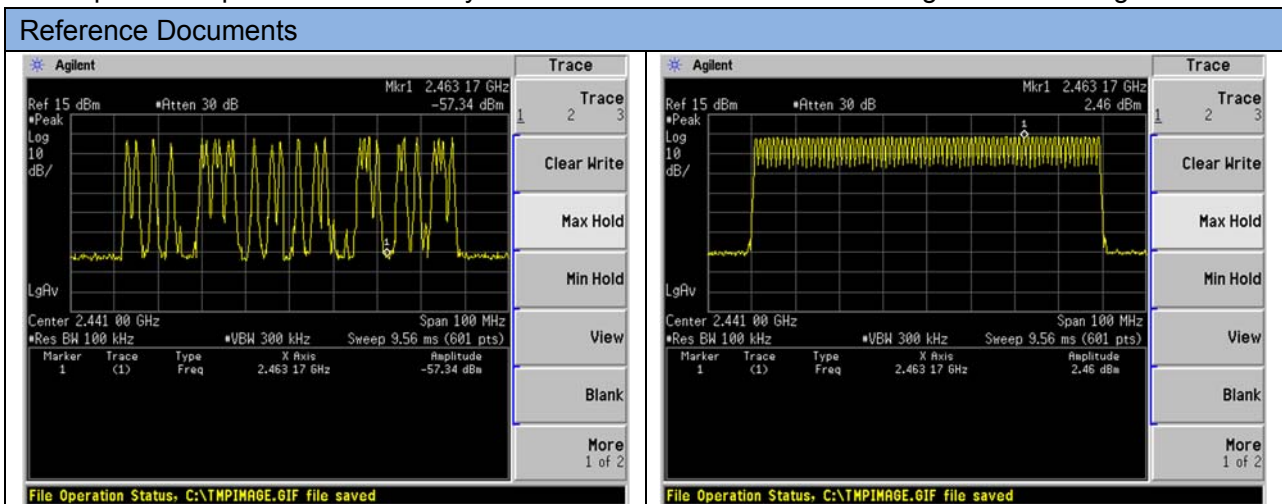 Reference Documents
Agilent
Trace
Mkr1 2.463 17 GHz
Ref 15 dBm *Atten 30 dB -57.34 dBm
*Peak
Log
10
dB/
1
LgAv
Center 2.441 00 GHz Span 100 MHz
*Res BW 100 kHz *VBW 300 kHz Sweep 9.56 ms (601 pts)
Marker Trace Type X Axis Amplitude
1 (1) Freq 2.463 17 GHz -57.34 dBm
Trace
1 2 3
Clear Write
Max Hold
Min Hold
View
Blank
More
1 of 2
File Operation Status, C:\TMPIMAGE.GIF file saved
Agilent
Trace
Mkr1 2.463 17 GHz
Ref 15 dBm *Atten 30 dB 2.46 dBm
*Peak
Log
10
dB/
1
LgAv
Center 2.441 00 GHz Span 100 MHz
*Res BW 100 kHz *VBW 300 kHz Sweep 9.56 ms (601 pts)
Marker Trace Type X Axis Amplitude
1 (1) Freq 2.463 17 GHz 2.46 dBm
Trace
1 2 3
Clear Write
Max Hold
Min Hold
View
Blank
More
1 of 2
File Operation Status, C:\TMPIMAGE.GIF file saved